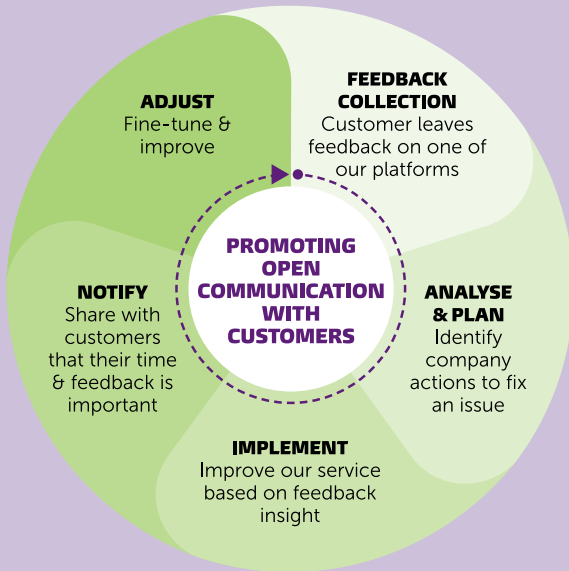 FEEDBACK
COLLECTION
Customer leaves
feedback on one of
our platforms
ANALYSE
& PLAN
Identify
company
actions to fix
an issue
IMPLEMENT
Improve our service
based on feedback
insight
NOTIFY
Share with
customers
that their time
& feedback is
important
ADJUST
Fine-tune &
improve
PROMOTING
OPEN
COMMUNICATION
WITH
CUSTOMERS